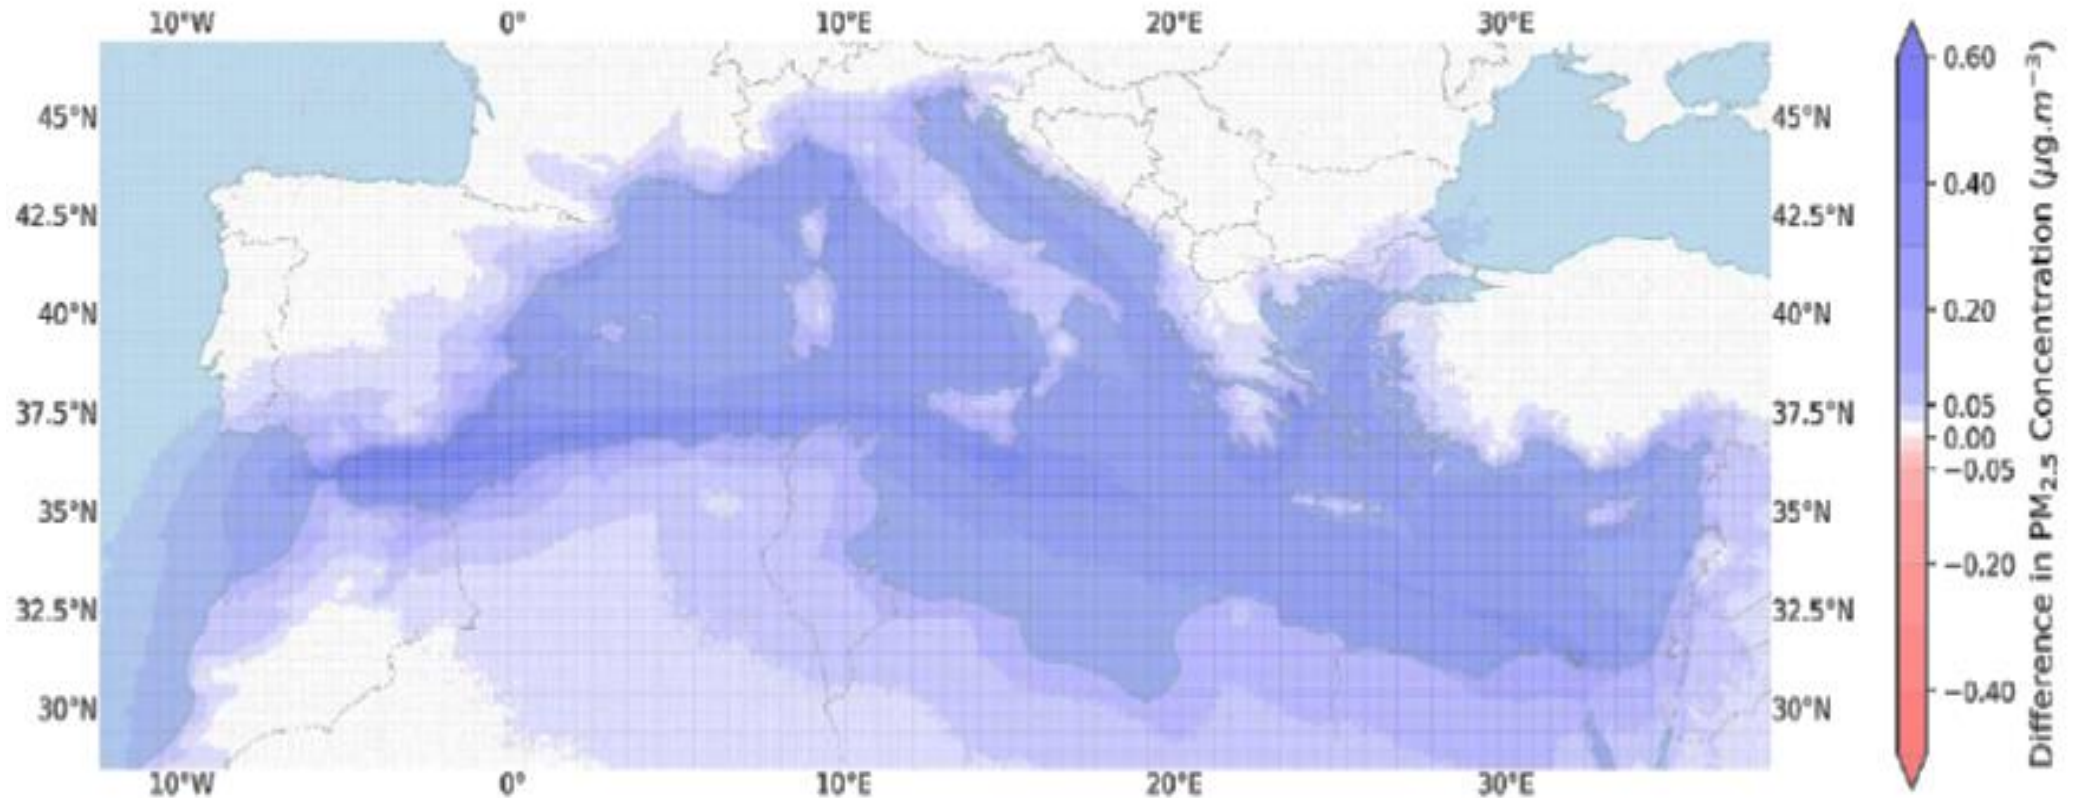 10°W 0° 10°E 20°E 30°E
45°N 45°N
42.5°N 42.5°N
40°N 40°N
37.5°N 37.5°N
35°N 35°N
32.5°N 32.5°N
30°N 30°N
10°W 0° 10°E 20°E 30°E
0.60
0.40
0.20
0.05
0.00
−0.05
−0.20
−0.40
Difference in PM₂.₅ Concentration (μg.m⁻³)